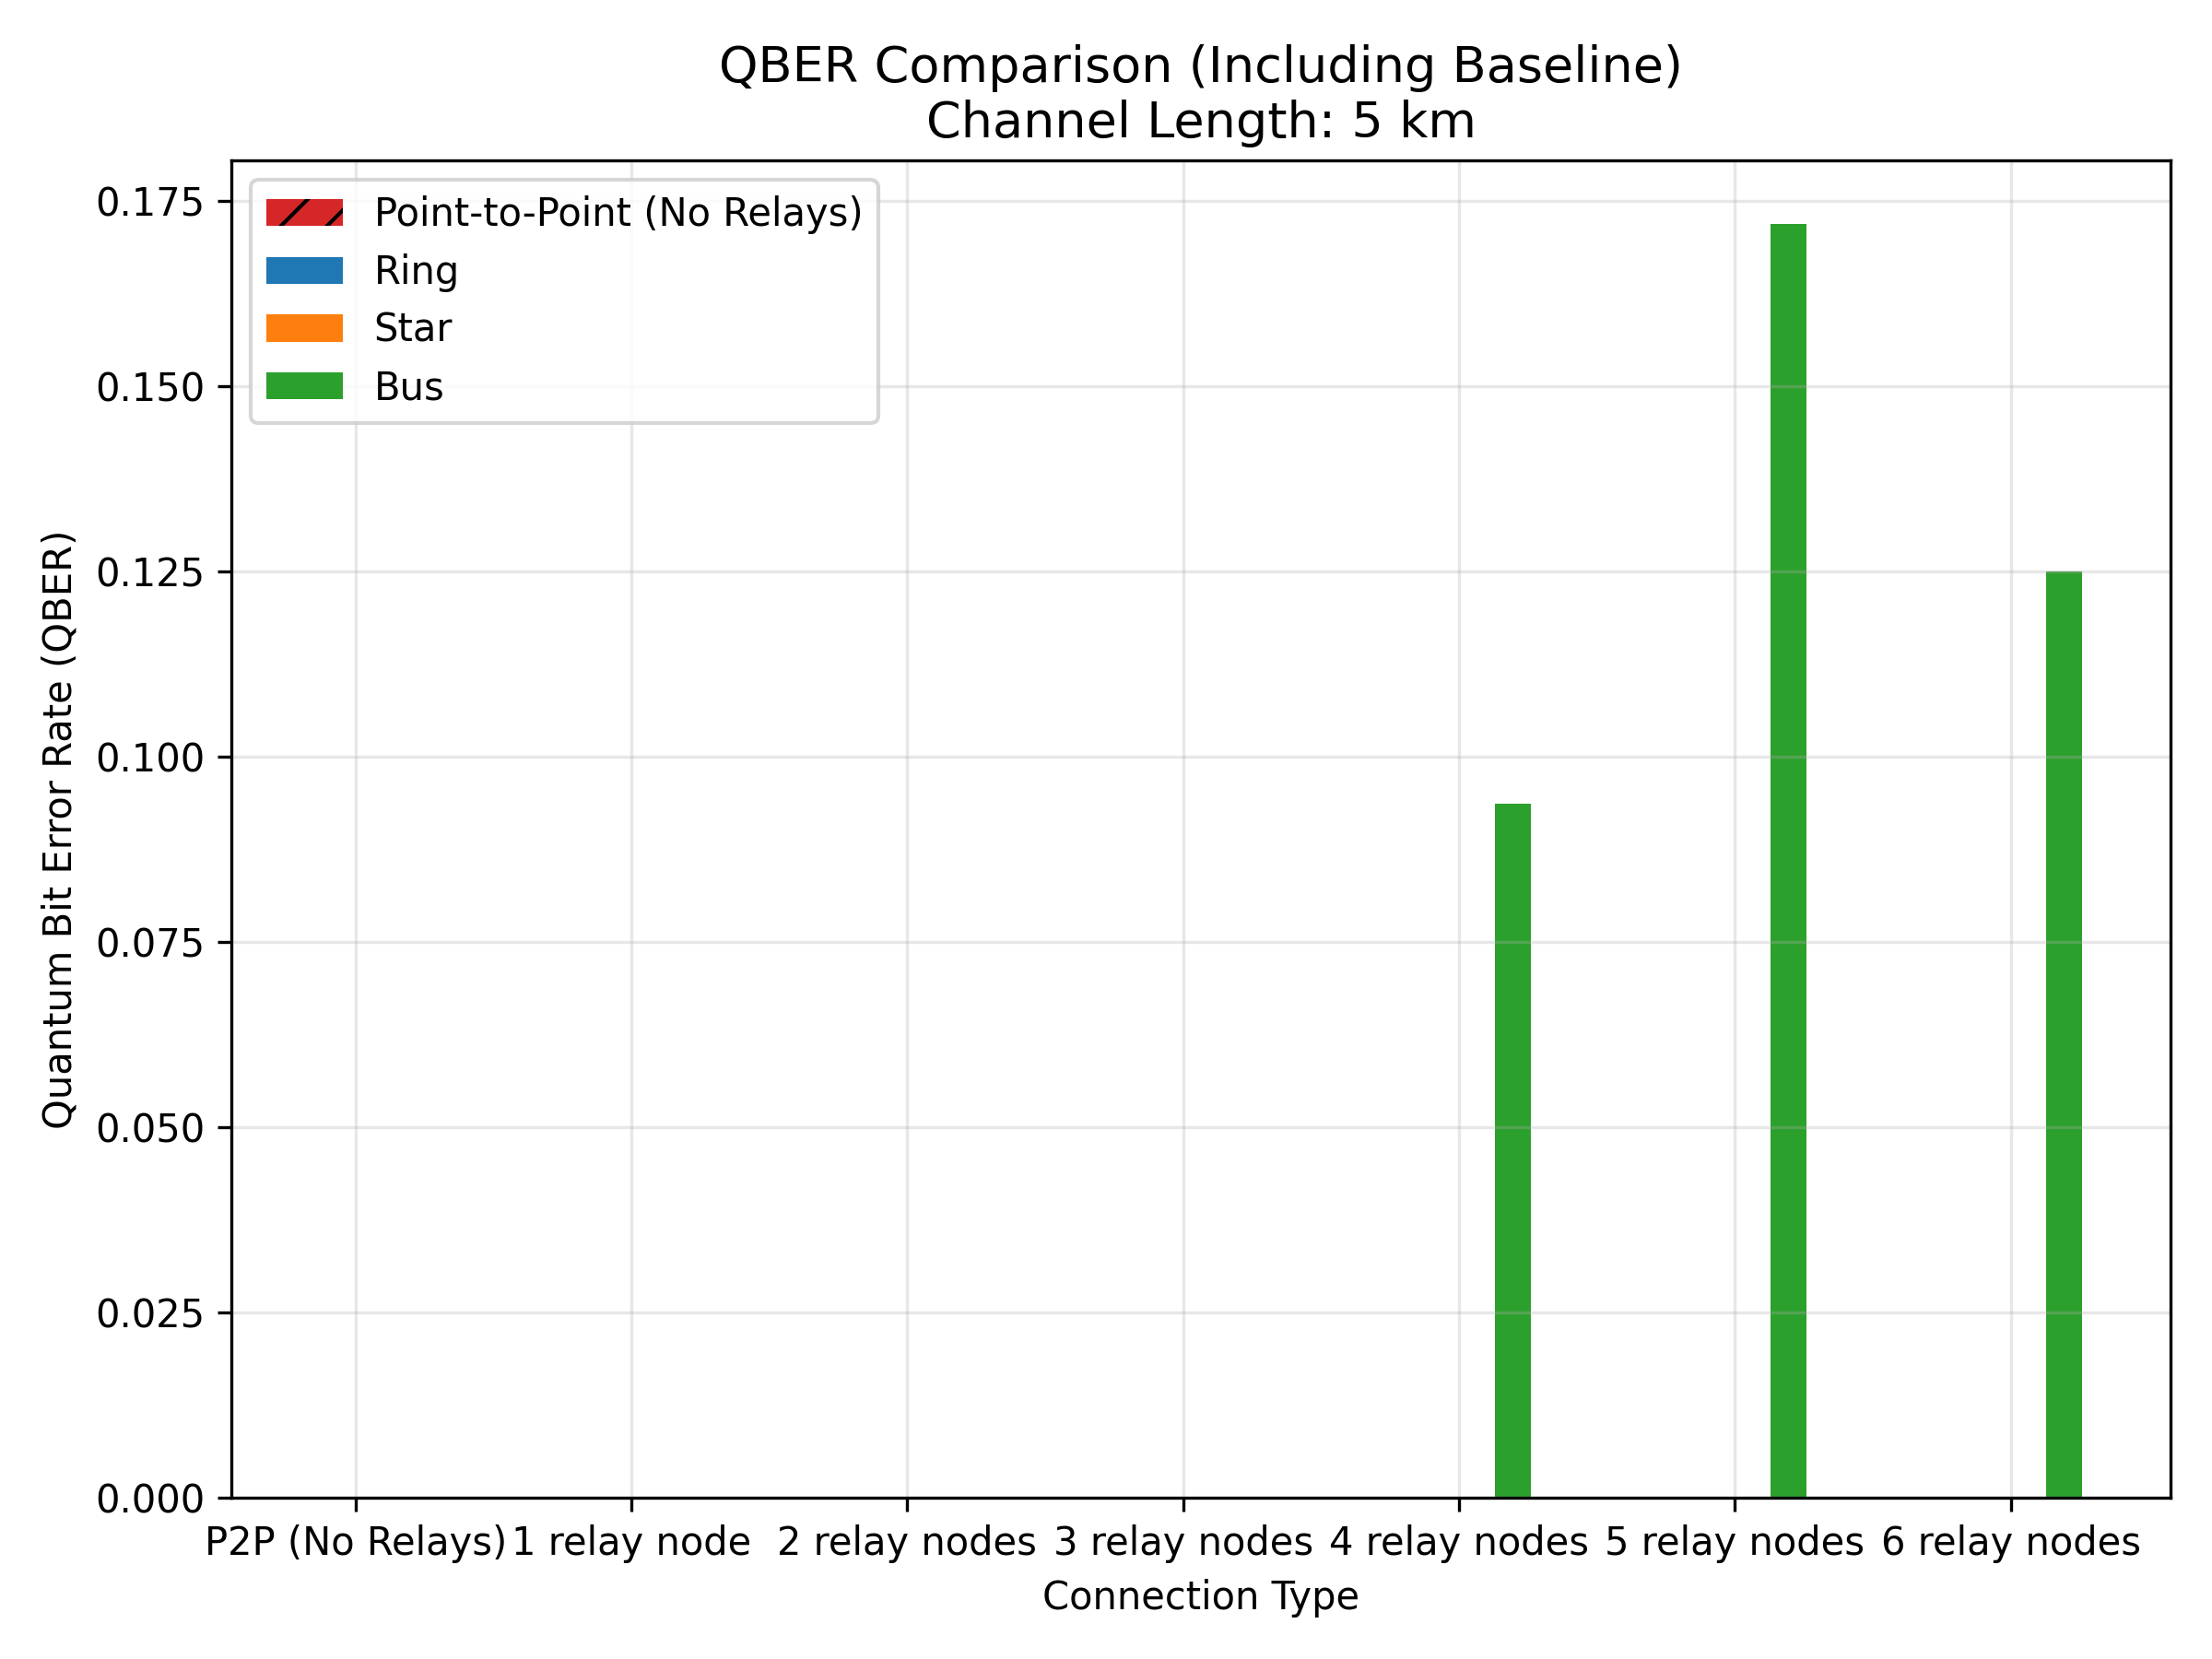 QBER Comparison (Including Baseline)
Channel Length: 5 km
Point-to-Point (No Relays)
Ring
Star
Bus
Quantum Bit Error Rate (QBER)
0.175
0.150
0.125
0.100
0.075
0.050
0.025
0.000
P2P (No Relays) 1 relay node 2 relay nodes 3 relay nodes 4 relay nodes 5 relay nodes 6 relay nodes
Connection Type